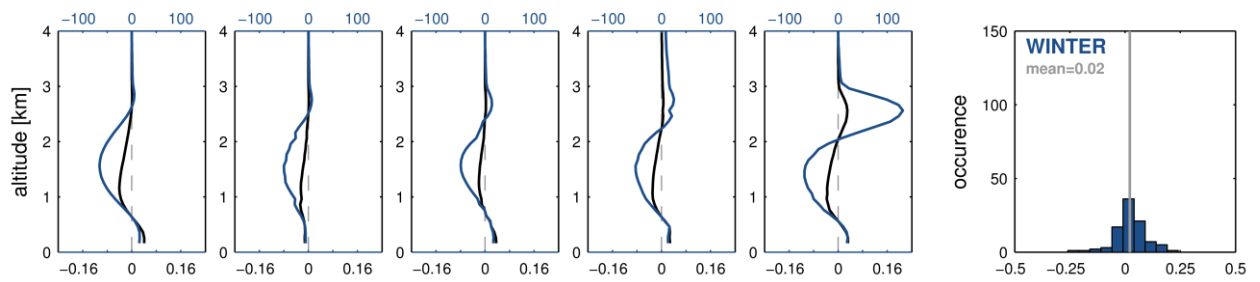 −100 0 100 −100 0 100 −100 0 100 −100 0 100 −100 0 100
4 4 4 4 4 150
WINTER
mean=0.02
3 3 3 3 3
100
altitude [km]
2 2 2 2 2
occurence
50
1 1 1 1 1
0 0 0 0 0 0
−0.16 0 0.16 −0.16 0 0.16 −0.16 0 0.16 −0.16 0 0.16 −0.16 0 0.16 −0.5 −0.25 0 0.25 0.5